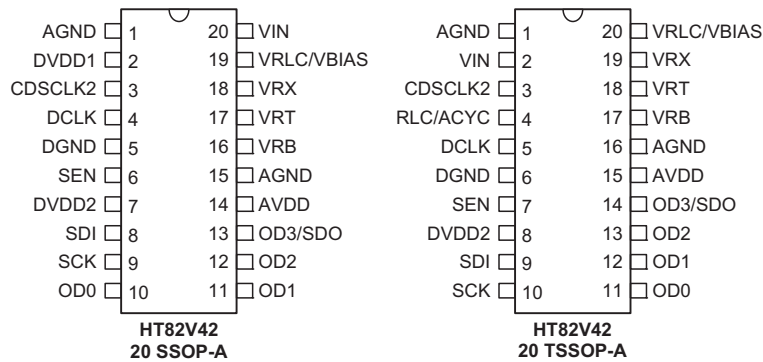 AGND 1 20 VIN AGND 1 20 VRLC/VBIAS
DVDD1 2 19 VRLC/VBIAS VIN 2 19 VRX
CDSCLK2 3 18 VRX CDSCLK2 3 18 VRT
DCLK 4 17 VRT RLC/ACYC 4 17 VRB
DGND 5 16 VRB DCLK 5 16 AGND
SEN 6 15 AGND DGND 6 15 AVDD
DVDD2 7 14 AVDD SEN 7 14 OD3/SDO
SDI 8 13 OD3/SDO DVDD2 8 13 OD2
SCK 9 12 OD2 SDI 9 12 OD1
OD0 10 11 OD1 SCK 10 11 OD0
HT82V42 HT82V42
20 SSOP-A 20 TSSOP-A